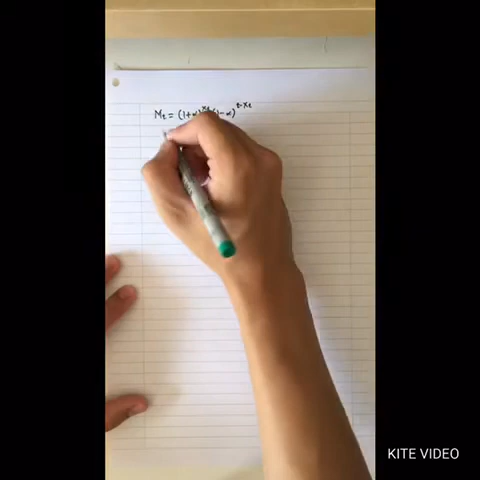 Mt = (1+α)^Xt (1-α)^t-Xt
KITE VIDEO